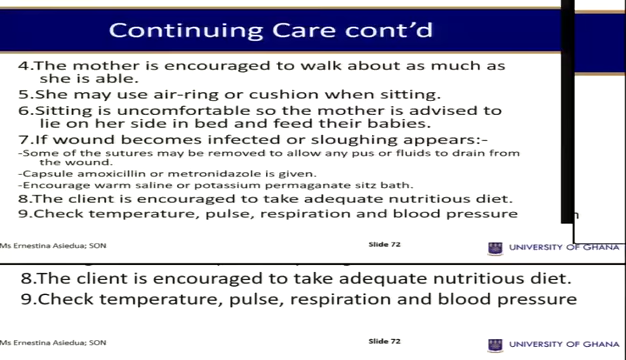 Continuing Care cont'd
4.The mother is encouraged to walk about as much as
she is able.
5.She may use air-ring or cushion when sitting.
6.Sitting is uncomfortable so the mother is advised to
lie on her side in bed and feed their babies.
7.If wound becomes infected or sloughing appears:-
-Some of the sutures may be removed to allow any pus or fluids to drain from
the wound.
-Capsule amoxicillin or metronidazole is given.
-Encourage warm saline or potassium permaganate sitz bath.
8.The client is encouraged to take adequate nutritious diet.
9.Check temperature, pulse, respiration and blood pressure
Ms Ernestina Asiedua; SON
Slide 72
UNIVERSITY OF GHANA
8.The client is encouraged to take adequate nutritious diet.
9.Check temperature, pulse, respiration and blood pressure
Ms Ernestina Asiedua; SON
Slide 72
UNIVERSITY OF GHANA